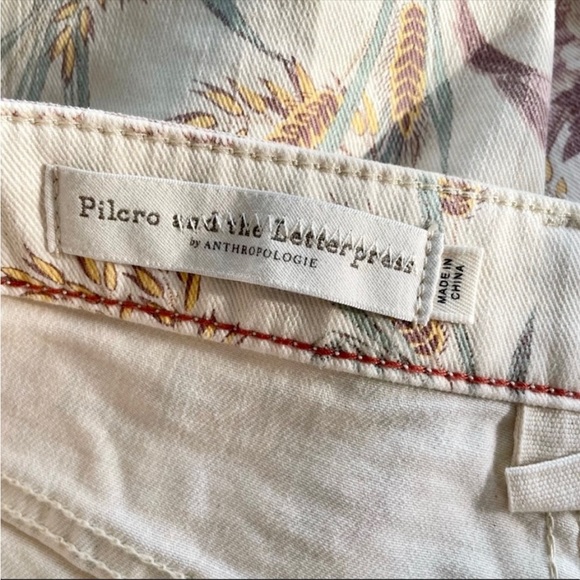 Pilcro and the Letterpress
by ANTHROPOLOGIE
MADE IN
CHINA